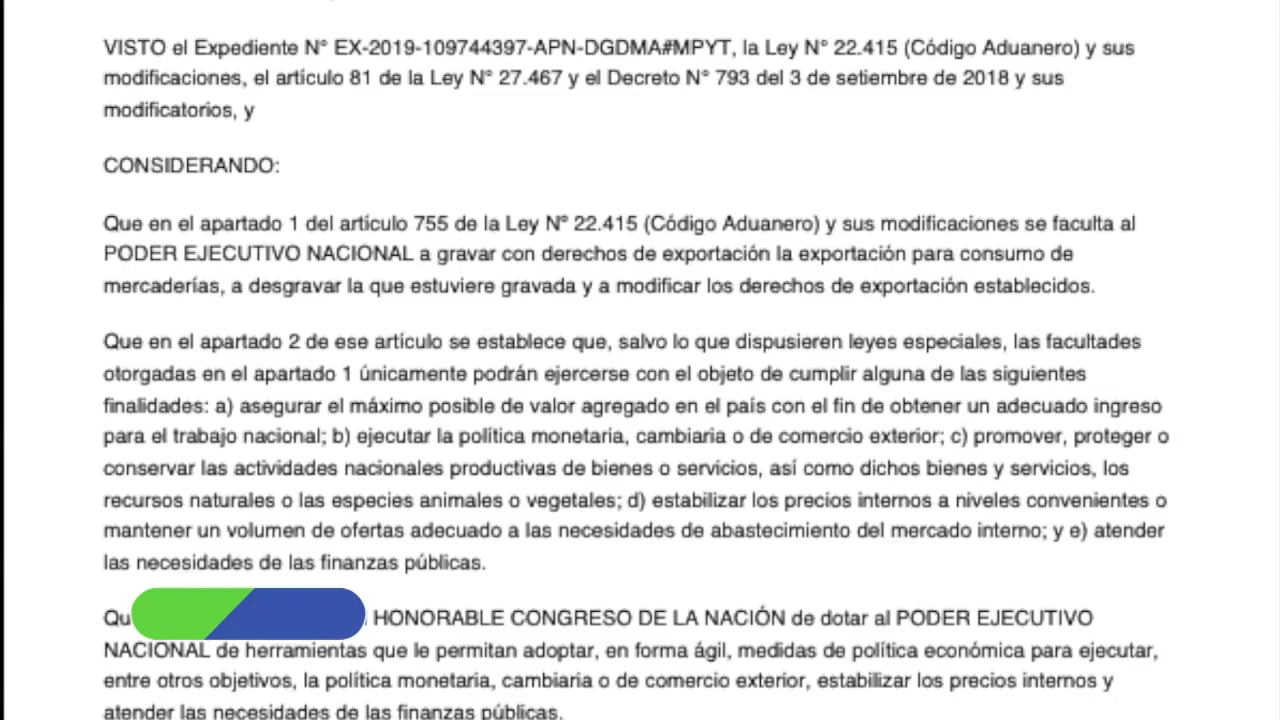 VISTO el Expediente N° EX-2019-109744397-APN-DGDMA#MPYT, la Ley N° 22.415 (Código Aduanero) y sus
modificaciones, el artículo 81 de la Ley N° 27.467 y el Decreto N° 793 del 3 de setiembre de 2018 y sus
modificatorios, y
CONSIDERANDO:
Que en el apartado 1 del artículo 755 de la Ley Nº 22.415 (Código Aduanero) y sus modificaciones se faculta al
PODER EJECUTIVO NACIONAL a gravar con derechos de exportación la exportación para consumo de
mercaderías, a desgravar la que estuviere gravada y a modificar los derechos de exportación establecidos.
Que en el apartado 2 de ese artículo se establece que, salvo lo que dispusieren leyes especiales, las facultades
otorgadas en el apartado 1 únicamente podrán ejercerse con el objeto de cumplir alguna de las siguientes
finalidades: a) asegurar el máximo posible de valor agregado en el país con el fin de obtener un adecuado ingreso
para el trabajo nacional; b) ejecutar la política monetaria, cambiaria o de comercio exterior; c) promover, proteger o
conservar las actividades nacionales productivas de bienes o servicios, así como dichos bienes y servicios, los
recursos naturales o las especies animales o vegetales; d) estabilizar los precios internos a niveles convenientes o
mantener un volumen de ofertas adecuado a las necesidades de abastecimiento del mercado interno; y e) atender
las necesidades de las finanzas públicas.
HONORABLE CONGRESO DE LA NACIÓN de dotar al PODER EJECUTIVO
NACIONAL de herramientas que le permitan adoptar, en forma ágil, medidas de política económica para ejecutar,
entre otros objetivos, la política monetaria, cambiaria o de comercio exterior, estabilizar los precios internos y
atender las necesidades de las finanzas públicas.